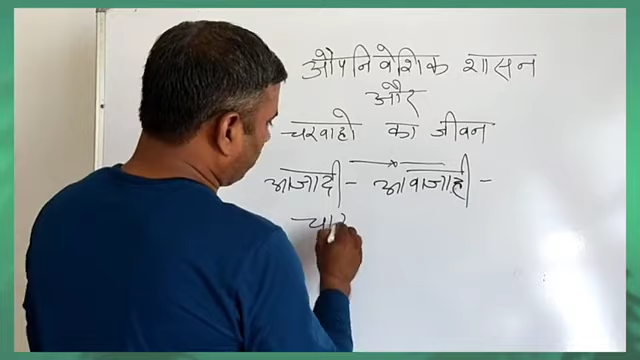 औपनिवेशिक शासन
और
चरवाहो का जीवन
आजादी - आवाजाही -
चार